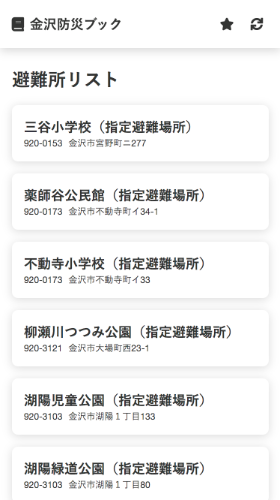 金沢防災ブック
避難所リスト
三谷小学校（指定避難場所）
920-0153 金沢市宮野町ニ277
薬師谷公民館（指定避難場所）
920-0173 金沢市不動寺町イ34-1
不動寺小学校（指定避難場所）
920-0173 金沢市不動寺町イ33
柳瀬川つつみ公園（指定避難場所）
920-3121 金沢市大場町西23-1
湖陽児童公園（指定避難場所）
920-3103 金沢市湖陽１丁目133
湖陽緑道公園（指定避難場所）
920-3103 金沢市湖陽１丁目80